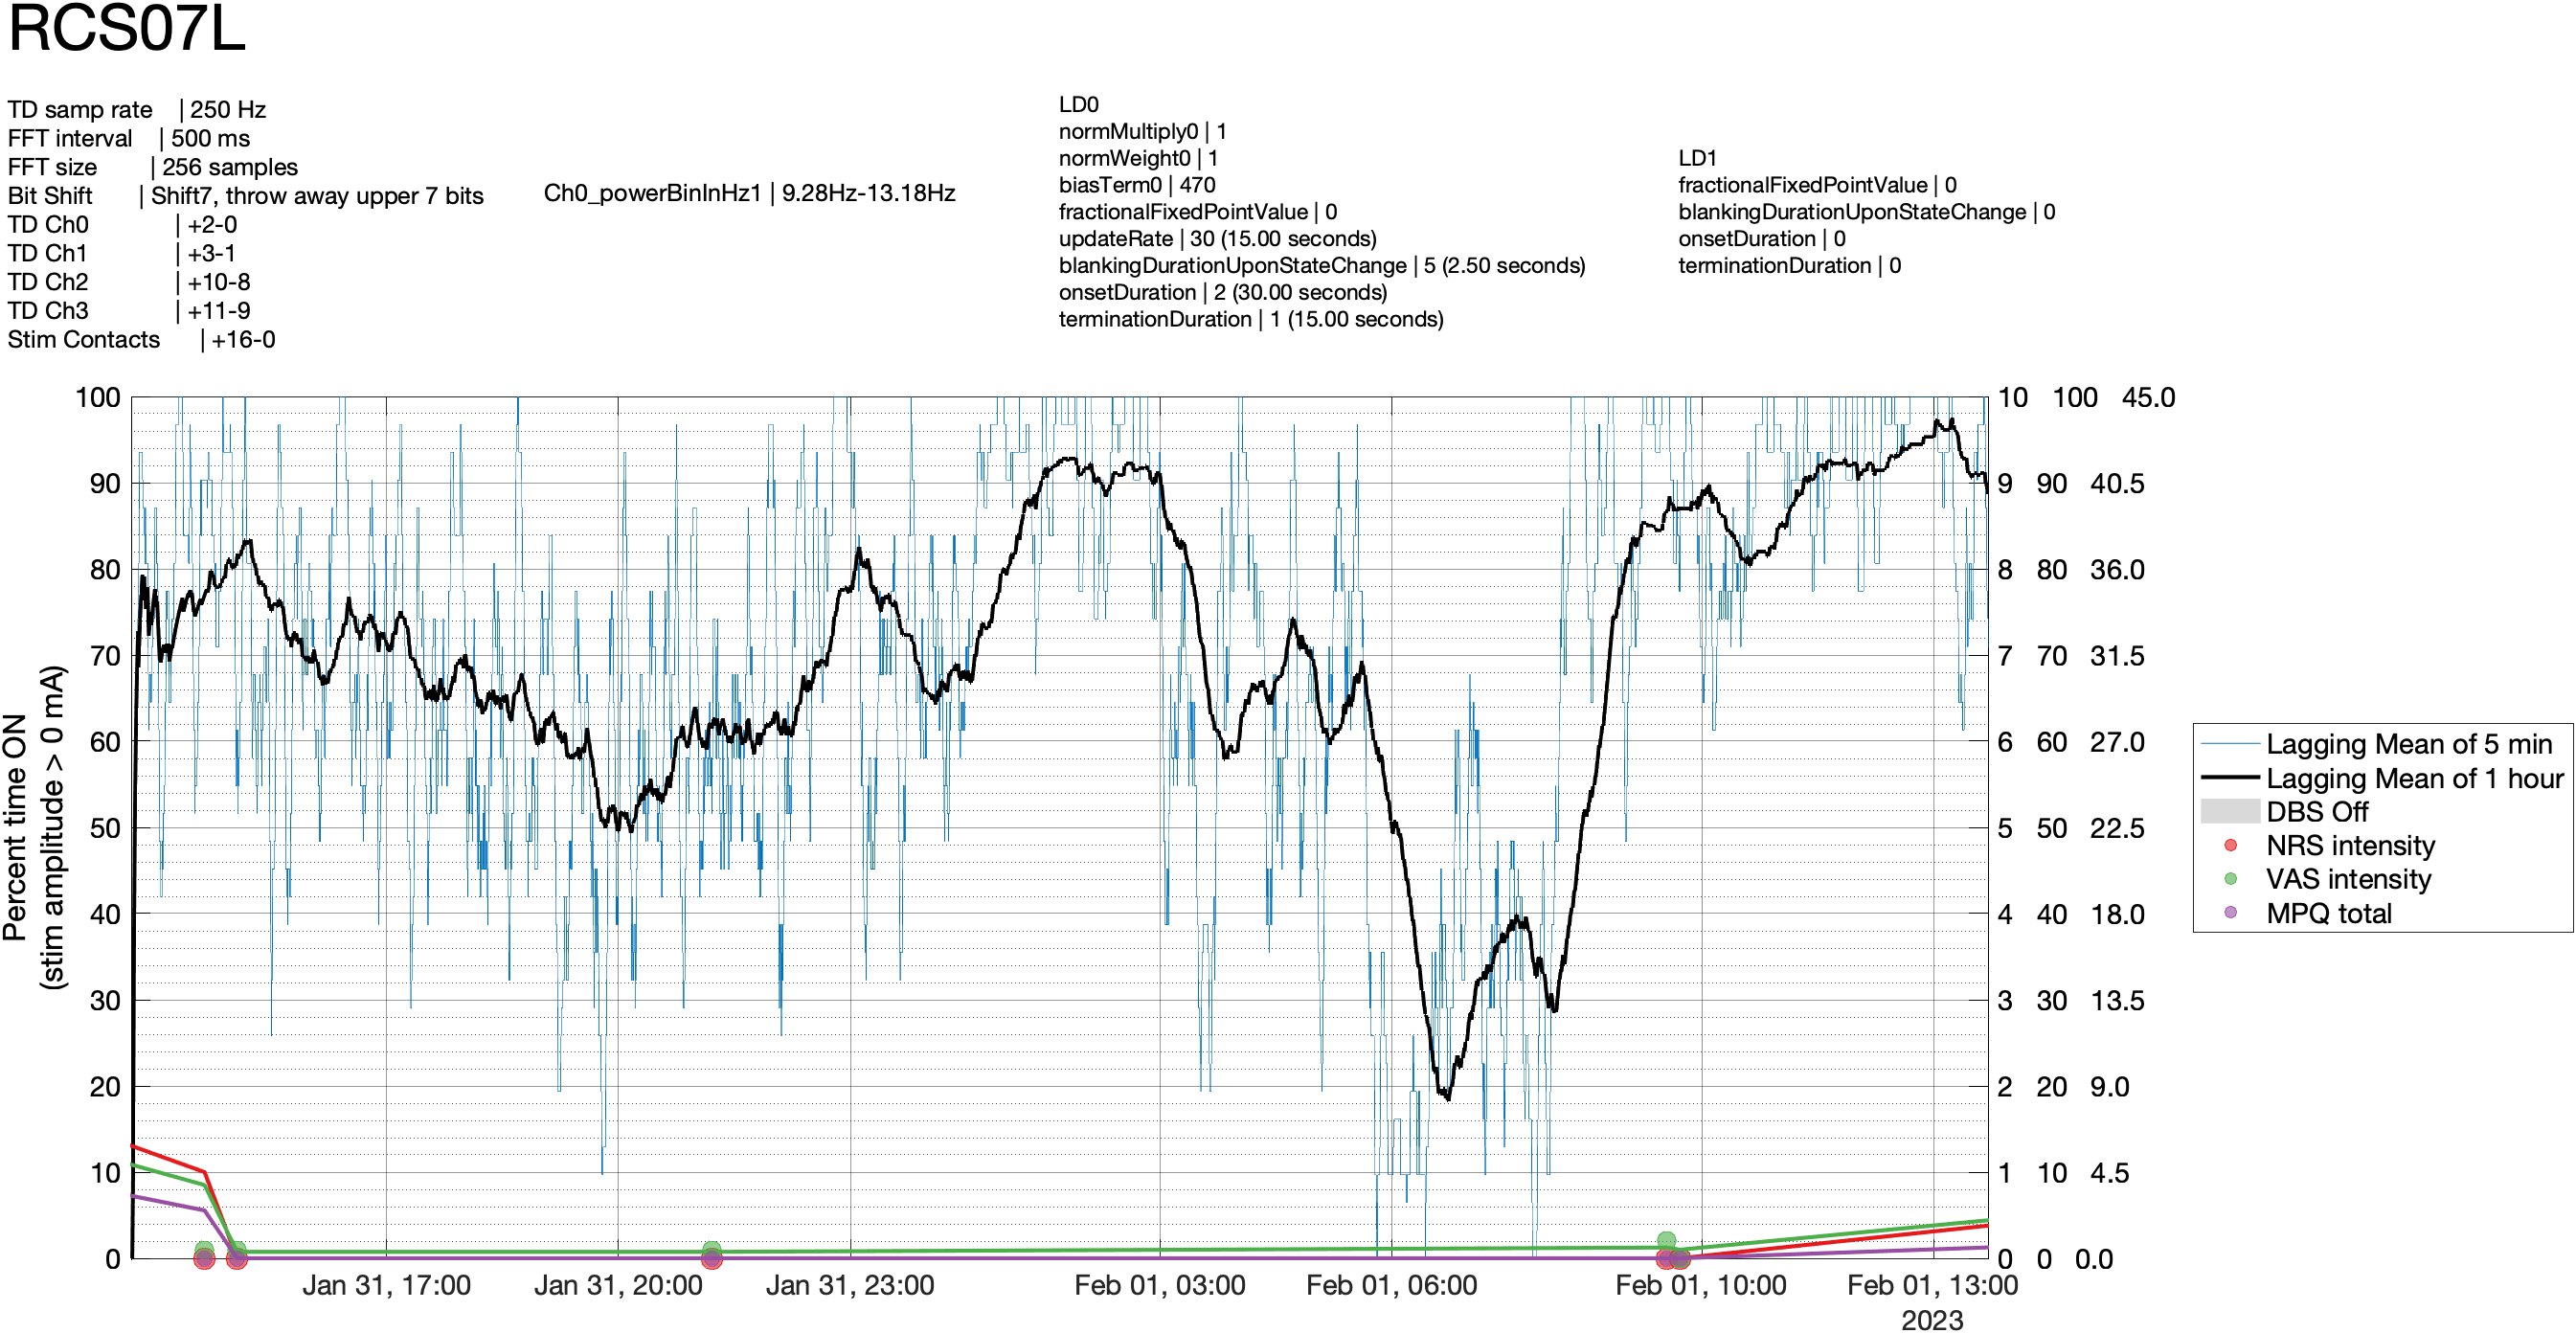 RCS07L
TD samp rate | 250 Hz
FFT interval | 500 ms
FFT size | 256 samples
Bit Shift | Shift7, throw away upper 7 bits
TD Ch0 | +2-0
TD Ch1 | +3-1
TD Ch2 | +10-8
TD Ch3 | +11-9
Stim Contacts | +16-0
Ch0_powerBinInHz1 | 9.28Hz-13.18Hz
LD0
normMultiply0 | 1
normWeight0 | 1
biasTerm0 | 470
fractionalFixedPointValue | 0
updateRate | 30 (15.00 seconds)
blankingDurationUponStateChange | 5 (2.50 seconds)
onsetDuration | 2 (30.00 seconds)
terminationDuration | 1 (15.00 seconds)
LD1
fractionalFixedPointValue | 0
blankingDurationUponStateChange | 0
onsetDuration | 0
terminationDuration | 0
Percent time ON
(stim amplitude > 0 mA)
100
90
80
70
60
50
40
30
20
10
0
10 100 45.0
9 90 40.5
8 80 36.0
7 70 31.5
6 60 27.0
5 50 22.5
4 40 18.0
3 30 13.5
2 20 9.0
1 10 4.5
0 0 0.0
Jan 31, 17:00 Jan 31, 20:00 Jan 31, 23:00 Feb 01, 03:00 Feb 01, 06:00 Feb 01, 10:00 Feb 01, 13:00
2023
Lagging Mean of 5 min
Lagging Mean of 1 hour
DBS Off
NRS intensity
VAS intensity
MPQ total